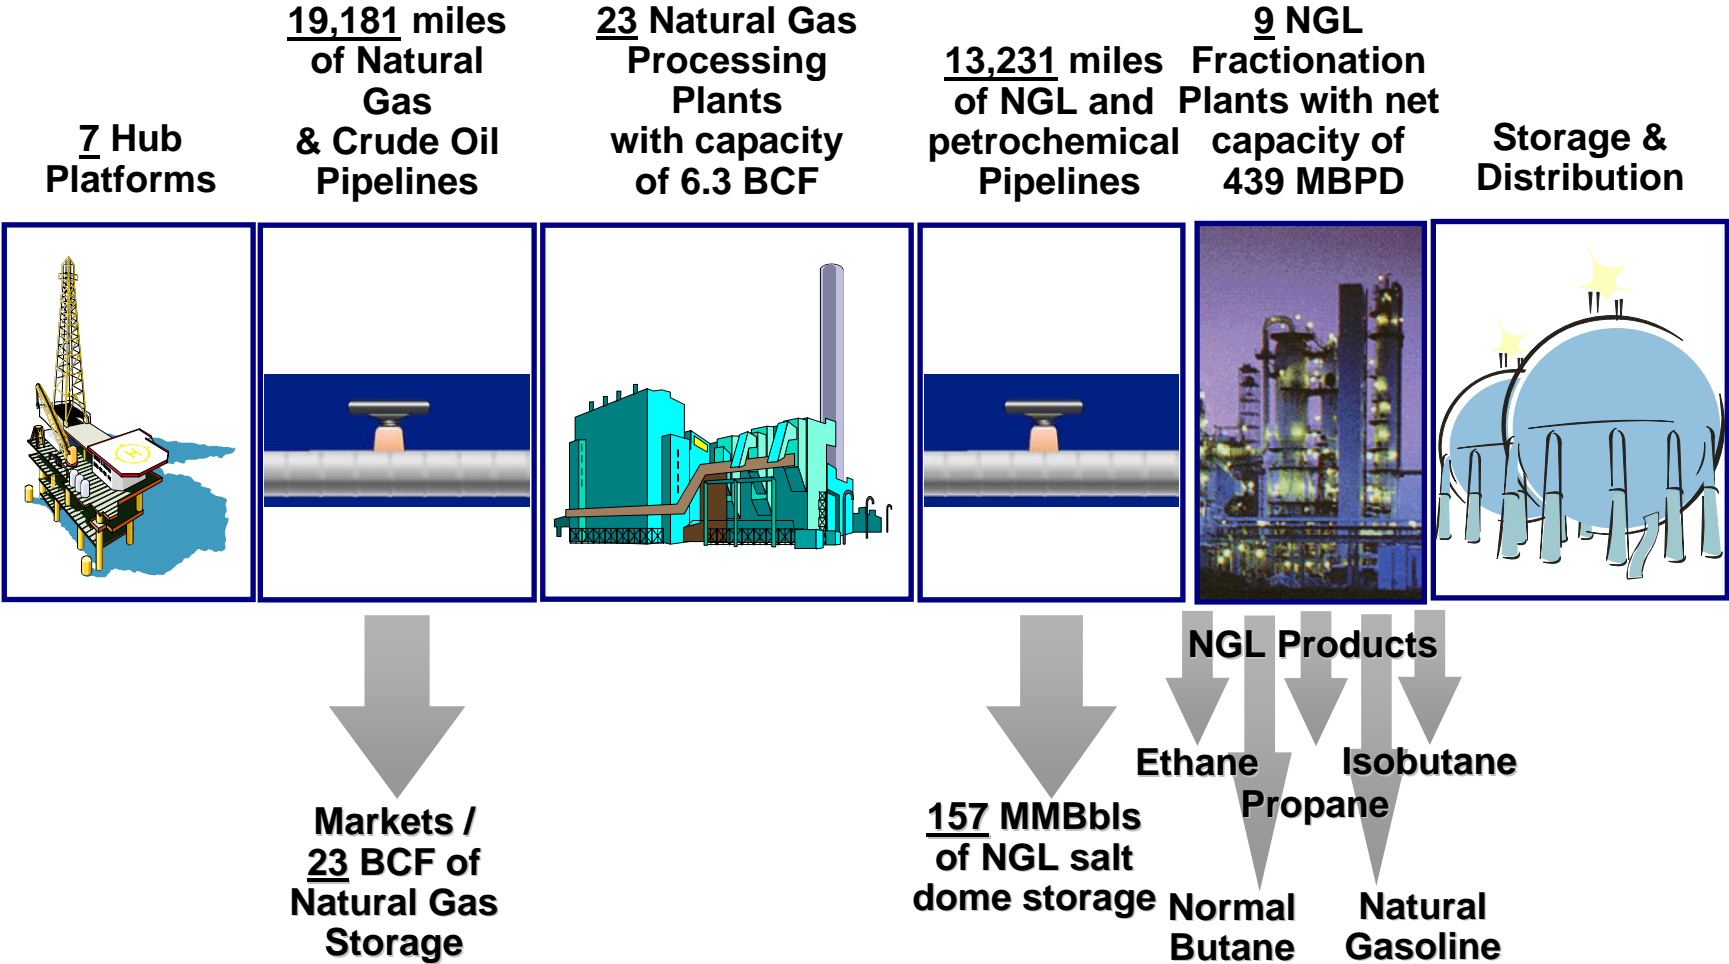 7 Hub
Platforms
19,181 miles
of Natural
Gas
& Crude Oil
Pipelines
23 Natural Gas
Processing
Plants
with capacity
of 6.3 BCF
13,231 miles
of NGL and
petrochemical
Pipelines
9 NGL
Fractionation
Plants with net
capacity of
439 MBPD
Storage &
Distribution
H
Markets /
23 BCF of
Natural Gas
Storage
157 MMBbls
of NGL salt
dome storage
NGL Products
Ethane
Isobutane
Propane
Normal
Butane
Natural
Gasoline